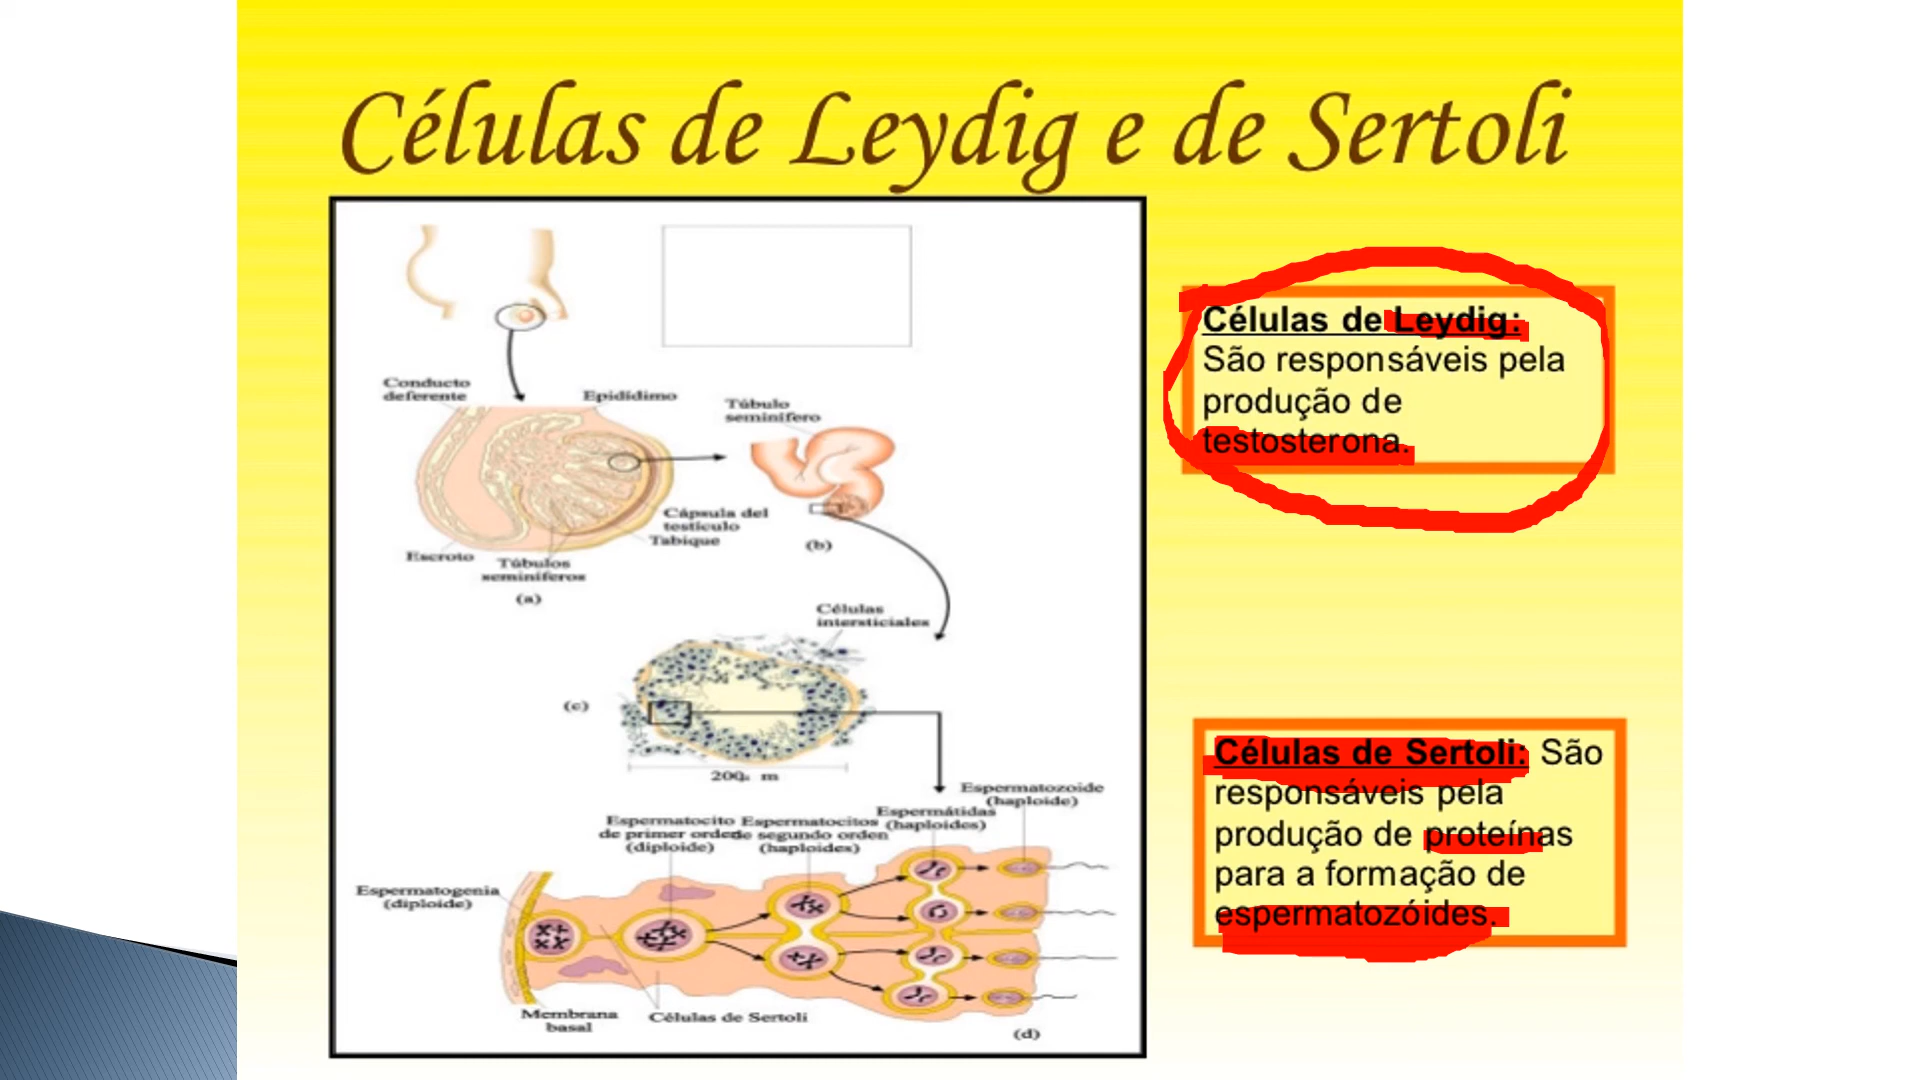 Células de Leydig e de Sertoli
Conducto
deferente
Epidídimo
Túbulo
seminífero
Cápsula del
testículo
Tabique
Escroto
Túbulos
seminíferos
(a)
(b)
Células
intersticiales
(c)
200µ m
Espermatozoide
(haploide)
Espermátidas
(haploides)
Espermatocito
de primer orden
(diploide)
Espermatocitos
de segundo orden
(haploides)
Espermatogenia
(diploide)
Membrana
basal
Células de Sertoli
(d)
Células de Leydig:
São responsáveis pela
produção de
testosterona.
Células de Sertoli: São
responsáveis pela
produção de proteínas
para a formação de
espermatozóides.